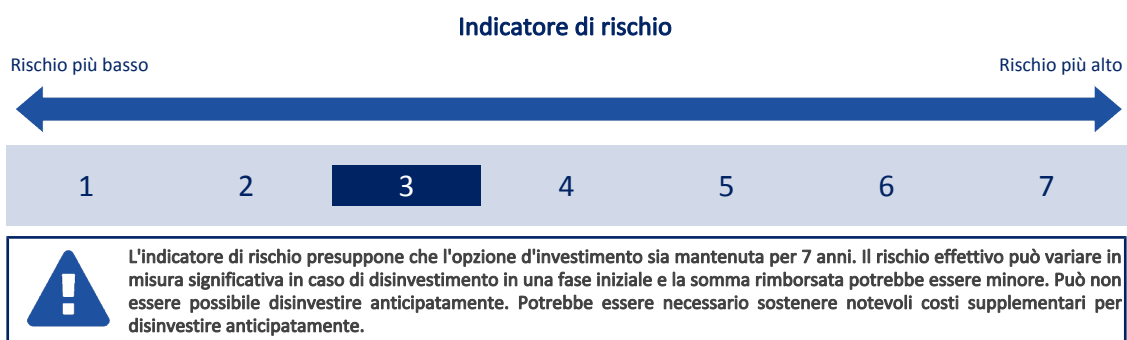 Indicatore di rischio
Rischio più basso
Rischio più alto
1 2 3 4 5 6 7
L'indicatore di rischio presuppone che l'opzione d'investimento sia mantenuta per 7 anni. Il rischio effettivo può variare in
misura significativa in caso di disinvestimento in una fase iniziale e la somma rimborsata potrebbe essere minore. Può non
essere possibile disinvestire anticipatamente. Potrebbe essere necessario sostenere notevoli costi supplementari per
disinvestire anticipatamente.